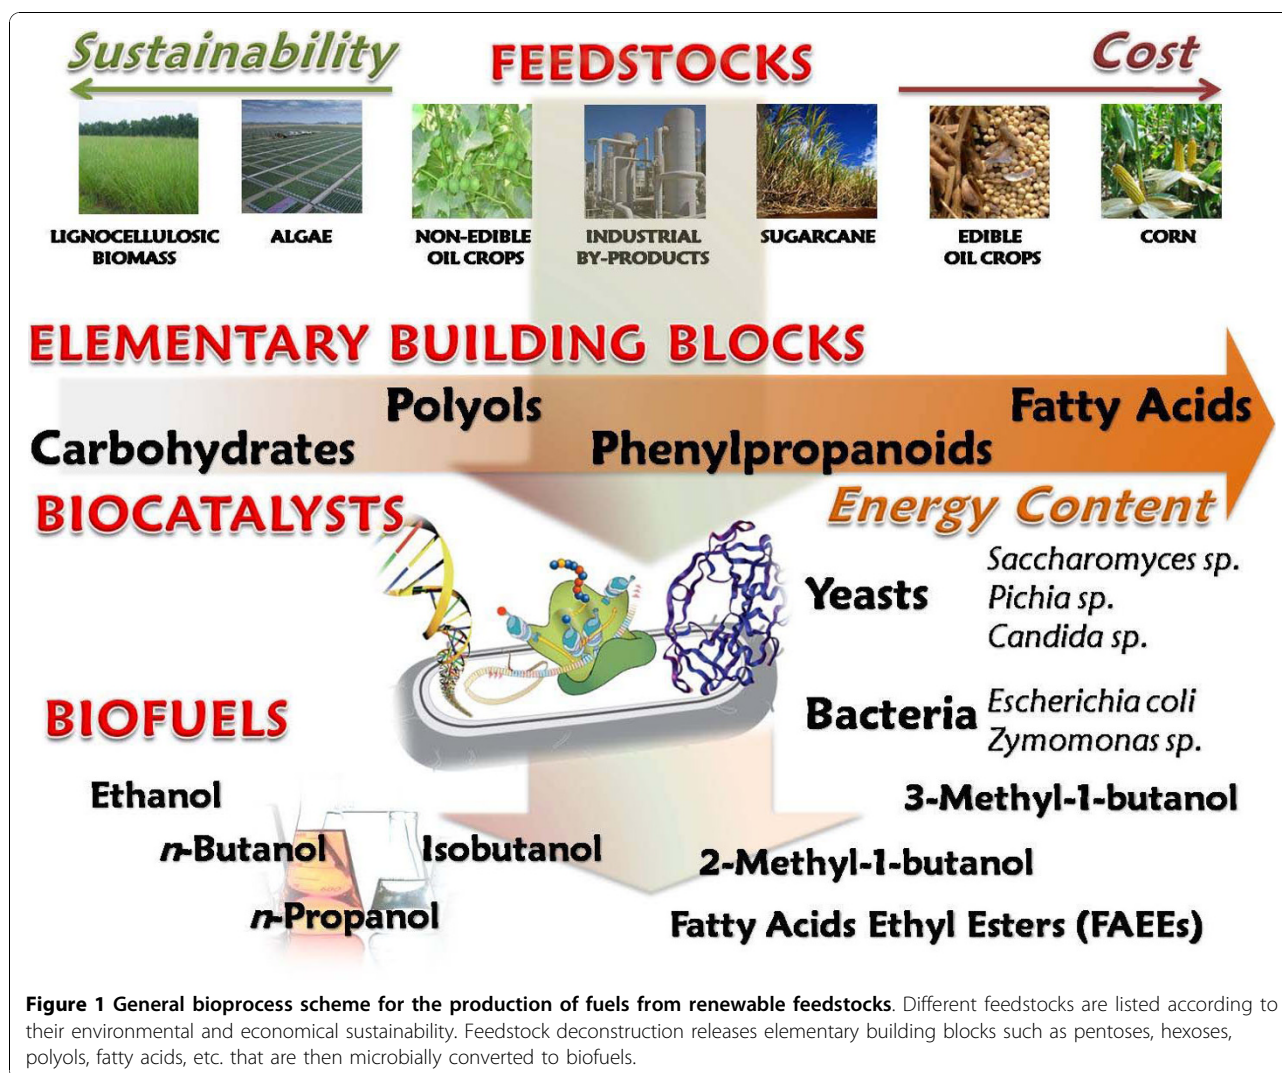 Sustainability
FEEDSTOCKS
Cost
LIGNOCELLULOSIC
BIOMASS
ALGAE
NON-EDIBLE
OIL CROPS
INDUSTRIAL
BY-PRODUCTS
SUGARCANE
EDIBLE
OIL CROPS
CORN
ELEMENTARY BUILDING BLOCKS
Polyols
Fatty Acids
Carbohydrates
Phenylpropanoids
BIOCATALYSTS
Energy Content
Yeasts
Saccharomyces sp.
Pichia sp.
Candida sp.
Bacteria
Escherichia coli
Zymomonas sp.
BIOFUELS
Ethanol
3-Methyl-1-butanol
n-Butanol
Isobutanol
2-Methyl-1-butanol
n-Propanol
Fatty Acids Ethyl Esters (FAEEs)
Figure 1 General bioprocess scheme for the production of fuels from renewable feedstocks. Different feedstocks are listed according to
their environmental and economical sustainability. Feedstock deconstruction releases elementary building blocks such as pentoses, hexoses,
polyols, fatty acids, etc. that are then microbially converted to biofuels.